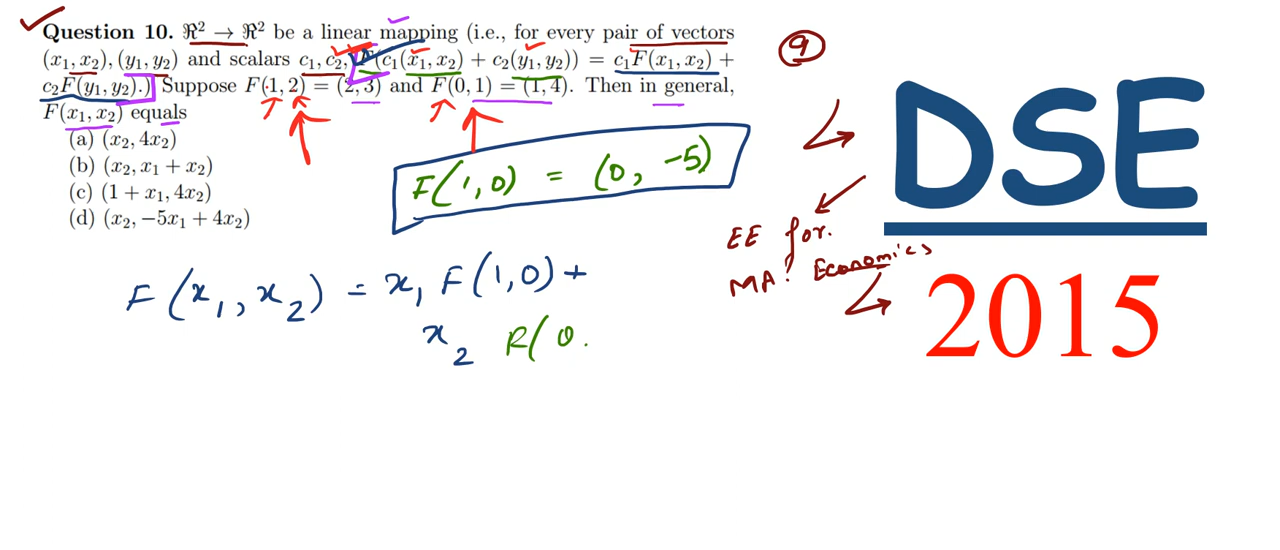 Question 10. ℜ² → ℜ² be a linear mapping (i.e., for every pair of vectors
(x₁, x₂), (y₁, y₂) and scalars c₁, c₂, F(c₁(x₁, x₂) + c₂(y₁, y₂)) = c₁F(x₁, x₂) +
c₂F(y₁, y₂).) Suppose F(1, 2) = (2, 3) and F(0, 1) = (1, 4). Then in general,
F(x₁, x₂) equals
(a) (x₂, 4x₂)
(b) (x₂, x₁ + x₂)
(c) (1 + x₁, 4x₂)
(d) (x₂, −5x₁ + 4x₂)
F(1,0) = (0, -5)
F(x₁, x₂) = x₁ F(1,0) +
x₂ F(0.
9
DSE
EE for.
MA! Economics
2015